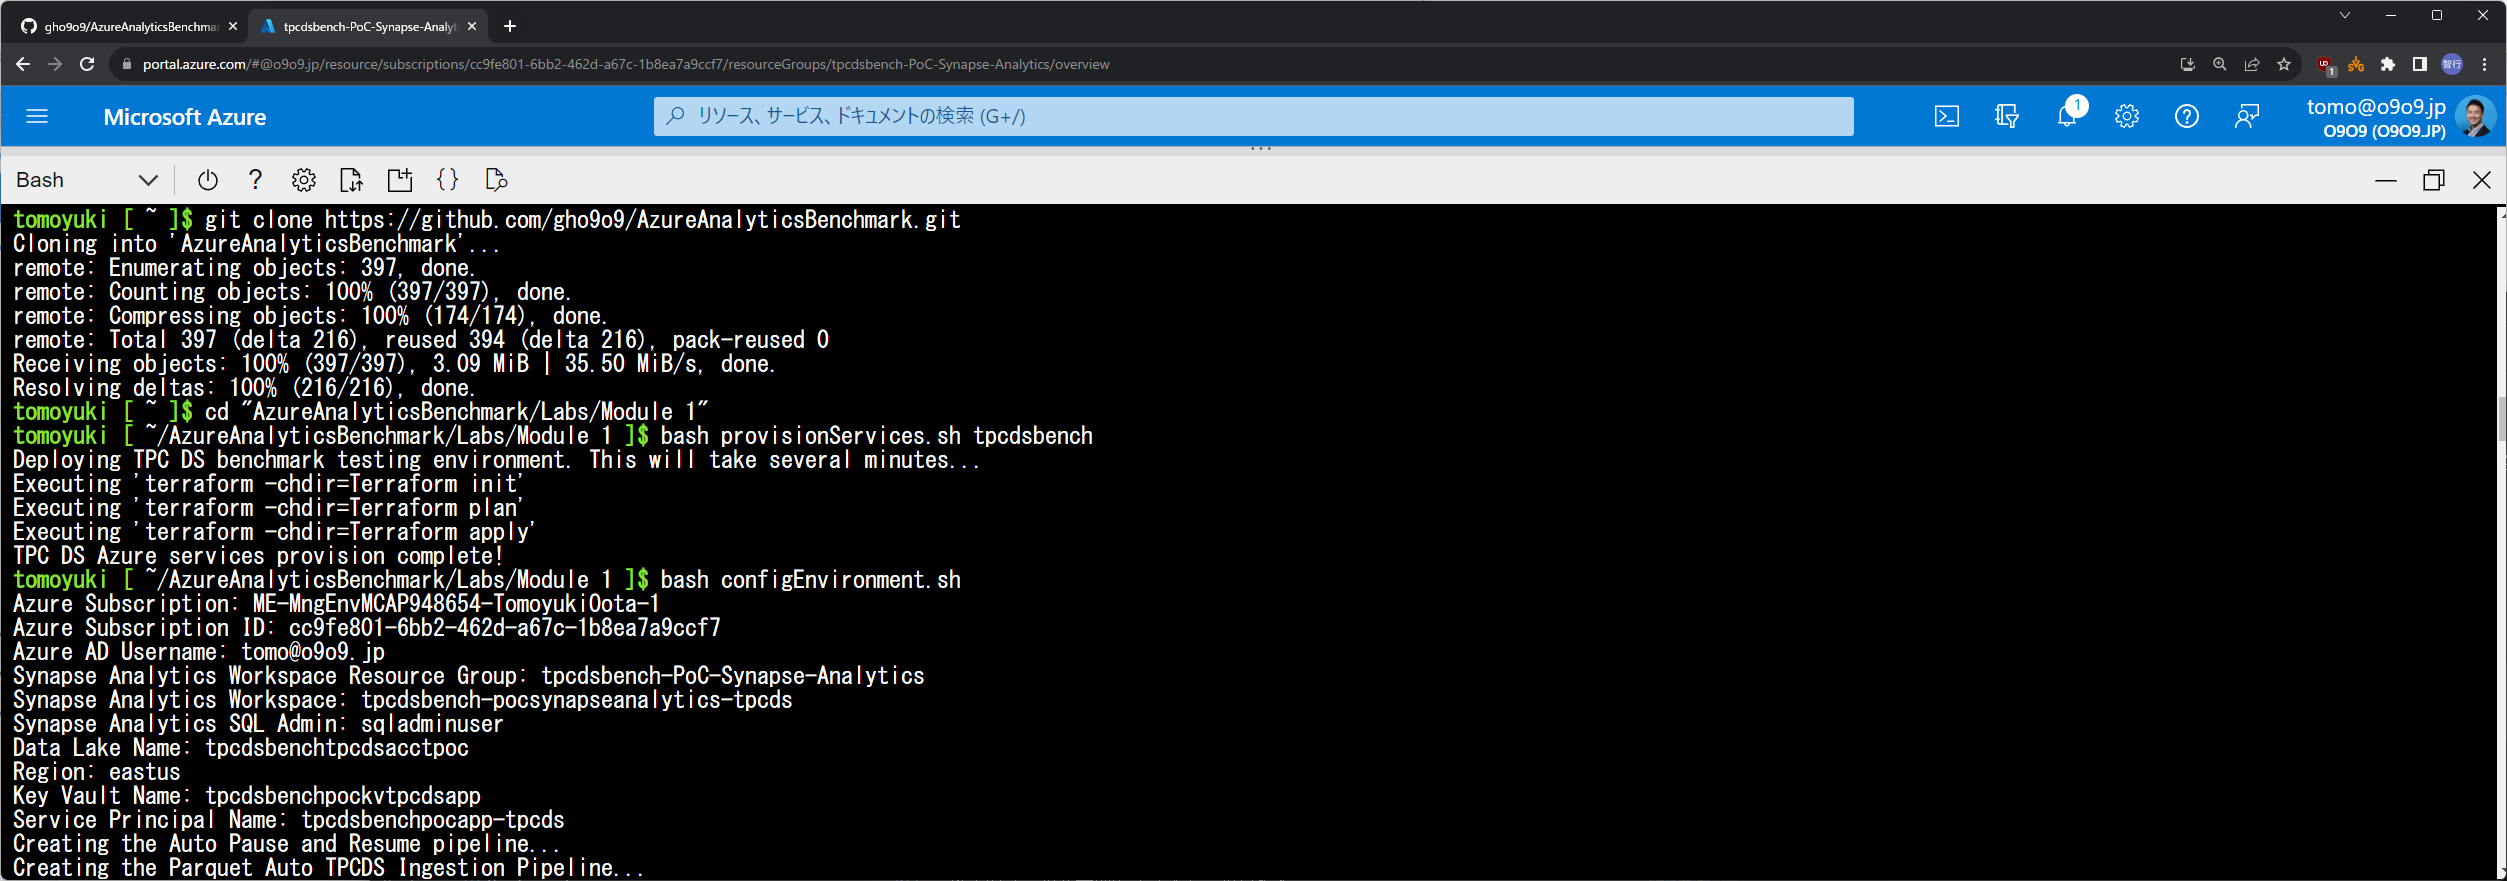 gho9o9/AzureAnalyticsBenchmar
tpcdsbench-PoC-Synapse-Analyt
portal.azure.com/#@o9o9.jp/resource/subscriptions/cc9fe801-6bb2-462d-a67c-1b8ea7a9ccf7/resourceGroups/tpcdsbench-PoC-Synapse-Analytics/overview
1
智行
Microsoft Azure
リソース、サービス、ドキュメントの検索 (G+/)
1
tomo@o9o9.jp
O9O9 (O9O9.JP)
Bash
tomoyuki [ ~ ]$ git clone https://github.com/gho9o9/AzureAnalyticsBenchmark.git
Cloning into 'AzureAnalyticsBenchmark'...
remote: Enumerating objects: 397, done.
remote: Counting objects: 100% (397/397), done.
remote: Compressing objects: 100% (174/174), done.
remote: Total 397 (delta 216), reused 394 (delta 216), pack-reused 0
Receiving objects: 100% (397/397), 3.09 MiB | 35.50 MiB/s, done.
Resolving deltas: 100% (216/216), done.
tomoyuki [ ~ ]$ cd "AzureAnalyticsBenchmark/Labs/Module 1"
tomoyuki [ ~/AzureAnalyticsBenchmark/Labs/Module 1 ]$ bash provisionServices.sh tpcdsbench
Deploying TPC DS benchmark testing environment. This will take several minutes...
Executing 'terraform -chdir=Terraform init'
Executing 'terraform -chdir=Terraform plan'
Executing 'terraform -chdir=Terraform apply'
TPC DS Azure services provision complete!
tomoyuki [ ~/AzureAnalyticsBenchmark/Labs/Module 1 ]$ bash configEnvironment.sh
Azure Subscription: ME-MngEnvMCAP948654-TomoyukiOota-1
Azure Subscription ID: cc9fe801-6bb2-462d-a67c-1b8ea7a9ccf7
Azure AD Username: tomo@o9o9.jp
Synapse Analytics Workspace Resource Group: tpcdsbench-PoC-Synapse-Analytics
Synapse Analytics Workspace: tpcdsbench-pocsynapseanalytics-tpcds
Synapse Analytics SQL Admin: sqladminuser
Data Lake Name: tpcdsbenchtpcdsacctpoc
Region: eastus
Key Vault Name: tpcdsbenchpockvtpcdsapp
Service Principal Name: tpcdsbenchpocapp-tpcds
Creating the Auto Pause and Resume pipeline...
Creating the Parquet Auto TPCDS Ingestion Pipeline...